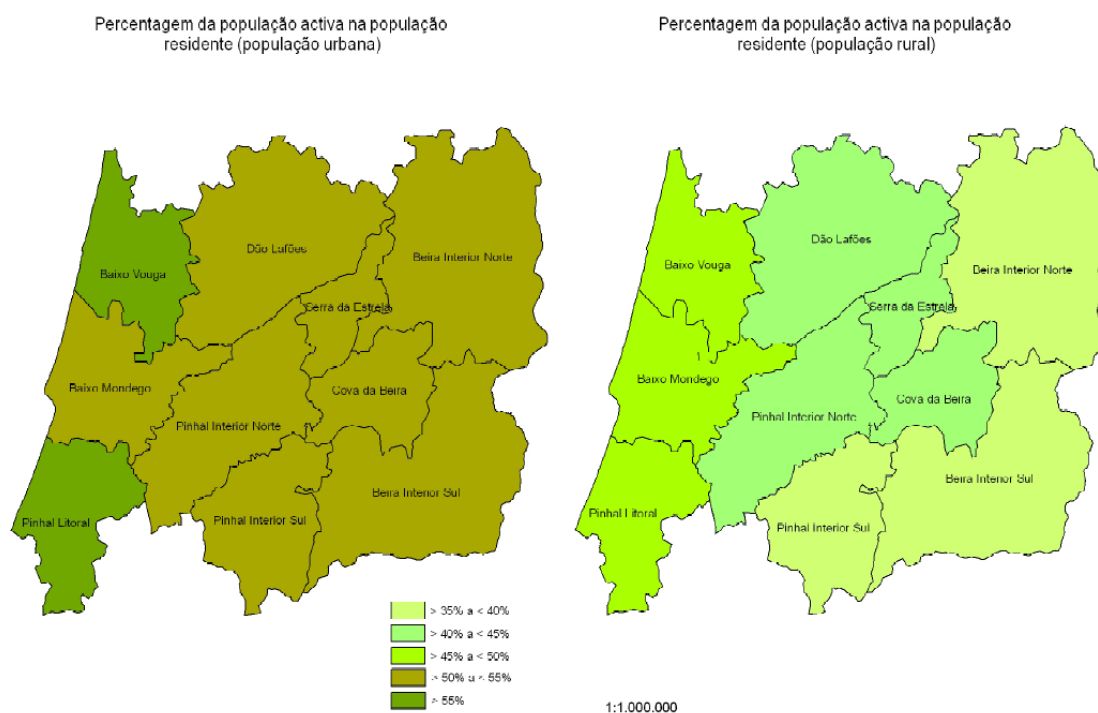 Percentagem da população activa na população
residente (população urbana)
Percentagem da população activa na população
residente (população rural)
Dão Lafões
Beira Interior Norte
Baixo Vouga
Serra da Estrela
Baixo Mondego
Cova da Beira
Pinhal Interior Norte
Beira Interior Sul
Pinhal Litoral
Pinhal Interior Sul
Dão Lafões
Baixo Vouga
Beira Interior Norte
Serra da Estrela
Baixo Mondego
Cova da Beira
Pinhal Interior Norte
Beira Interior Sul
Pinhal Litoral
Pinhal Interior Sul
> 35% a < 40%
> 40% a < 45%
> 45% a < 50%
> 50% a < 55%
> 55%
1:1.000.000